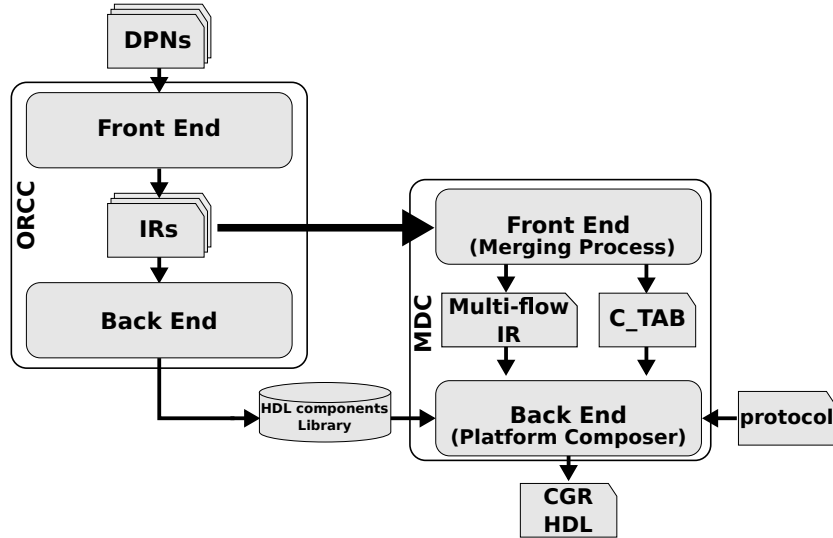 DPNs
Front End
ORCC
IRs
Back End
Front End
(Merging Process)
MDC
Multi-flow
IR
C_TAB
HDL components
Library
Back End
(Platform Composer)
protocol
CGR
HDL